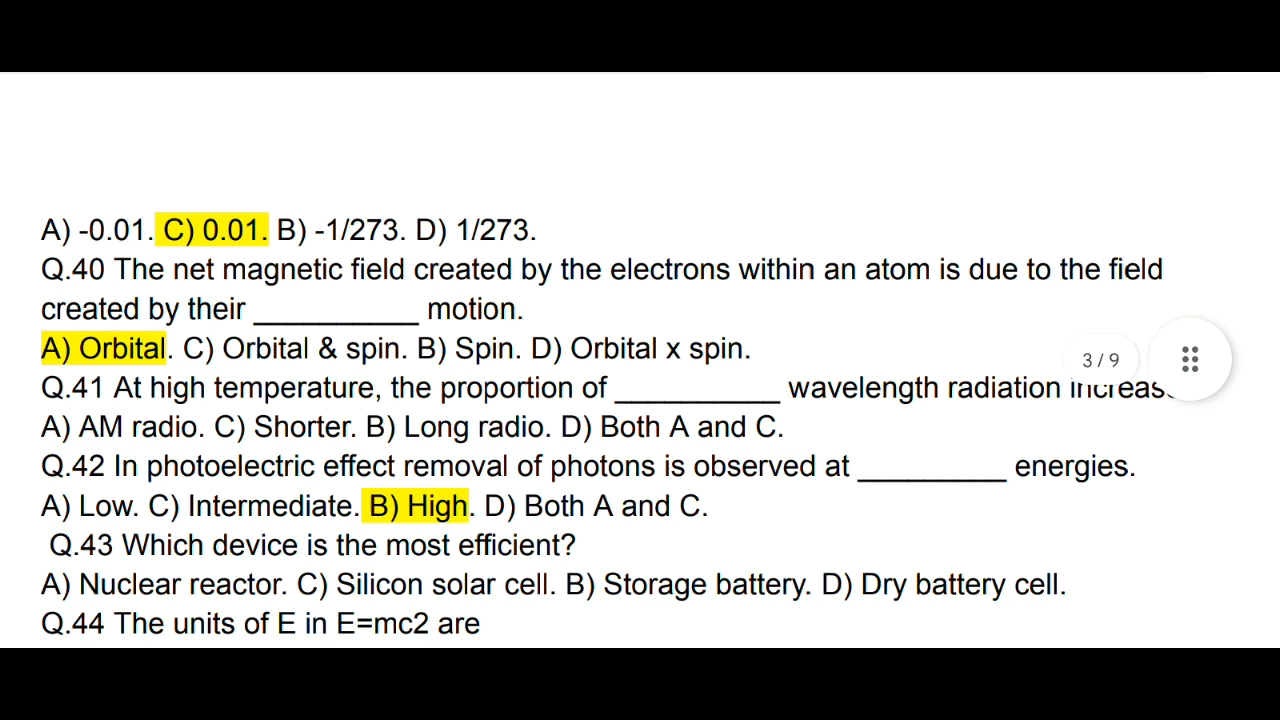 A) -0.01. C) 0.01. B) -1/273. D) 1/273.
Q.40 The net magnetic field created by the electrons within an atom is due to the field
created by their __________ motion.
A) Orbital. C) Orbital & spin. B) Spin. D) Orbital x spin.
3 / 9
Q.41 At high temperature, the proportion of __________ wavelength radiation increas
A) AM radio. C) Shorter. B) Long radio. D) Both A and C.
Q.42 In photoelectric effect removal of photons is observed at _________ energies.
A) Low. C) Intermediate. B) High. D) Both A and C.
Q.43 Which device is the most efficient?
A) Nuclear reactor. C) Silicon solar cell. B) Storage battery. D) Dry battery cell.
Q.44 The units of E in E=mc2 are